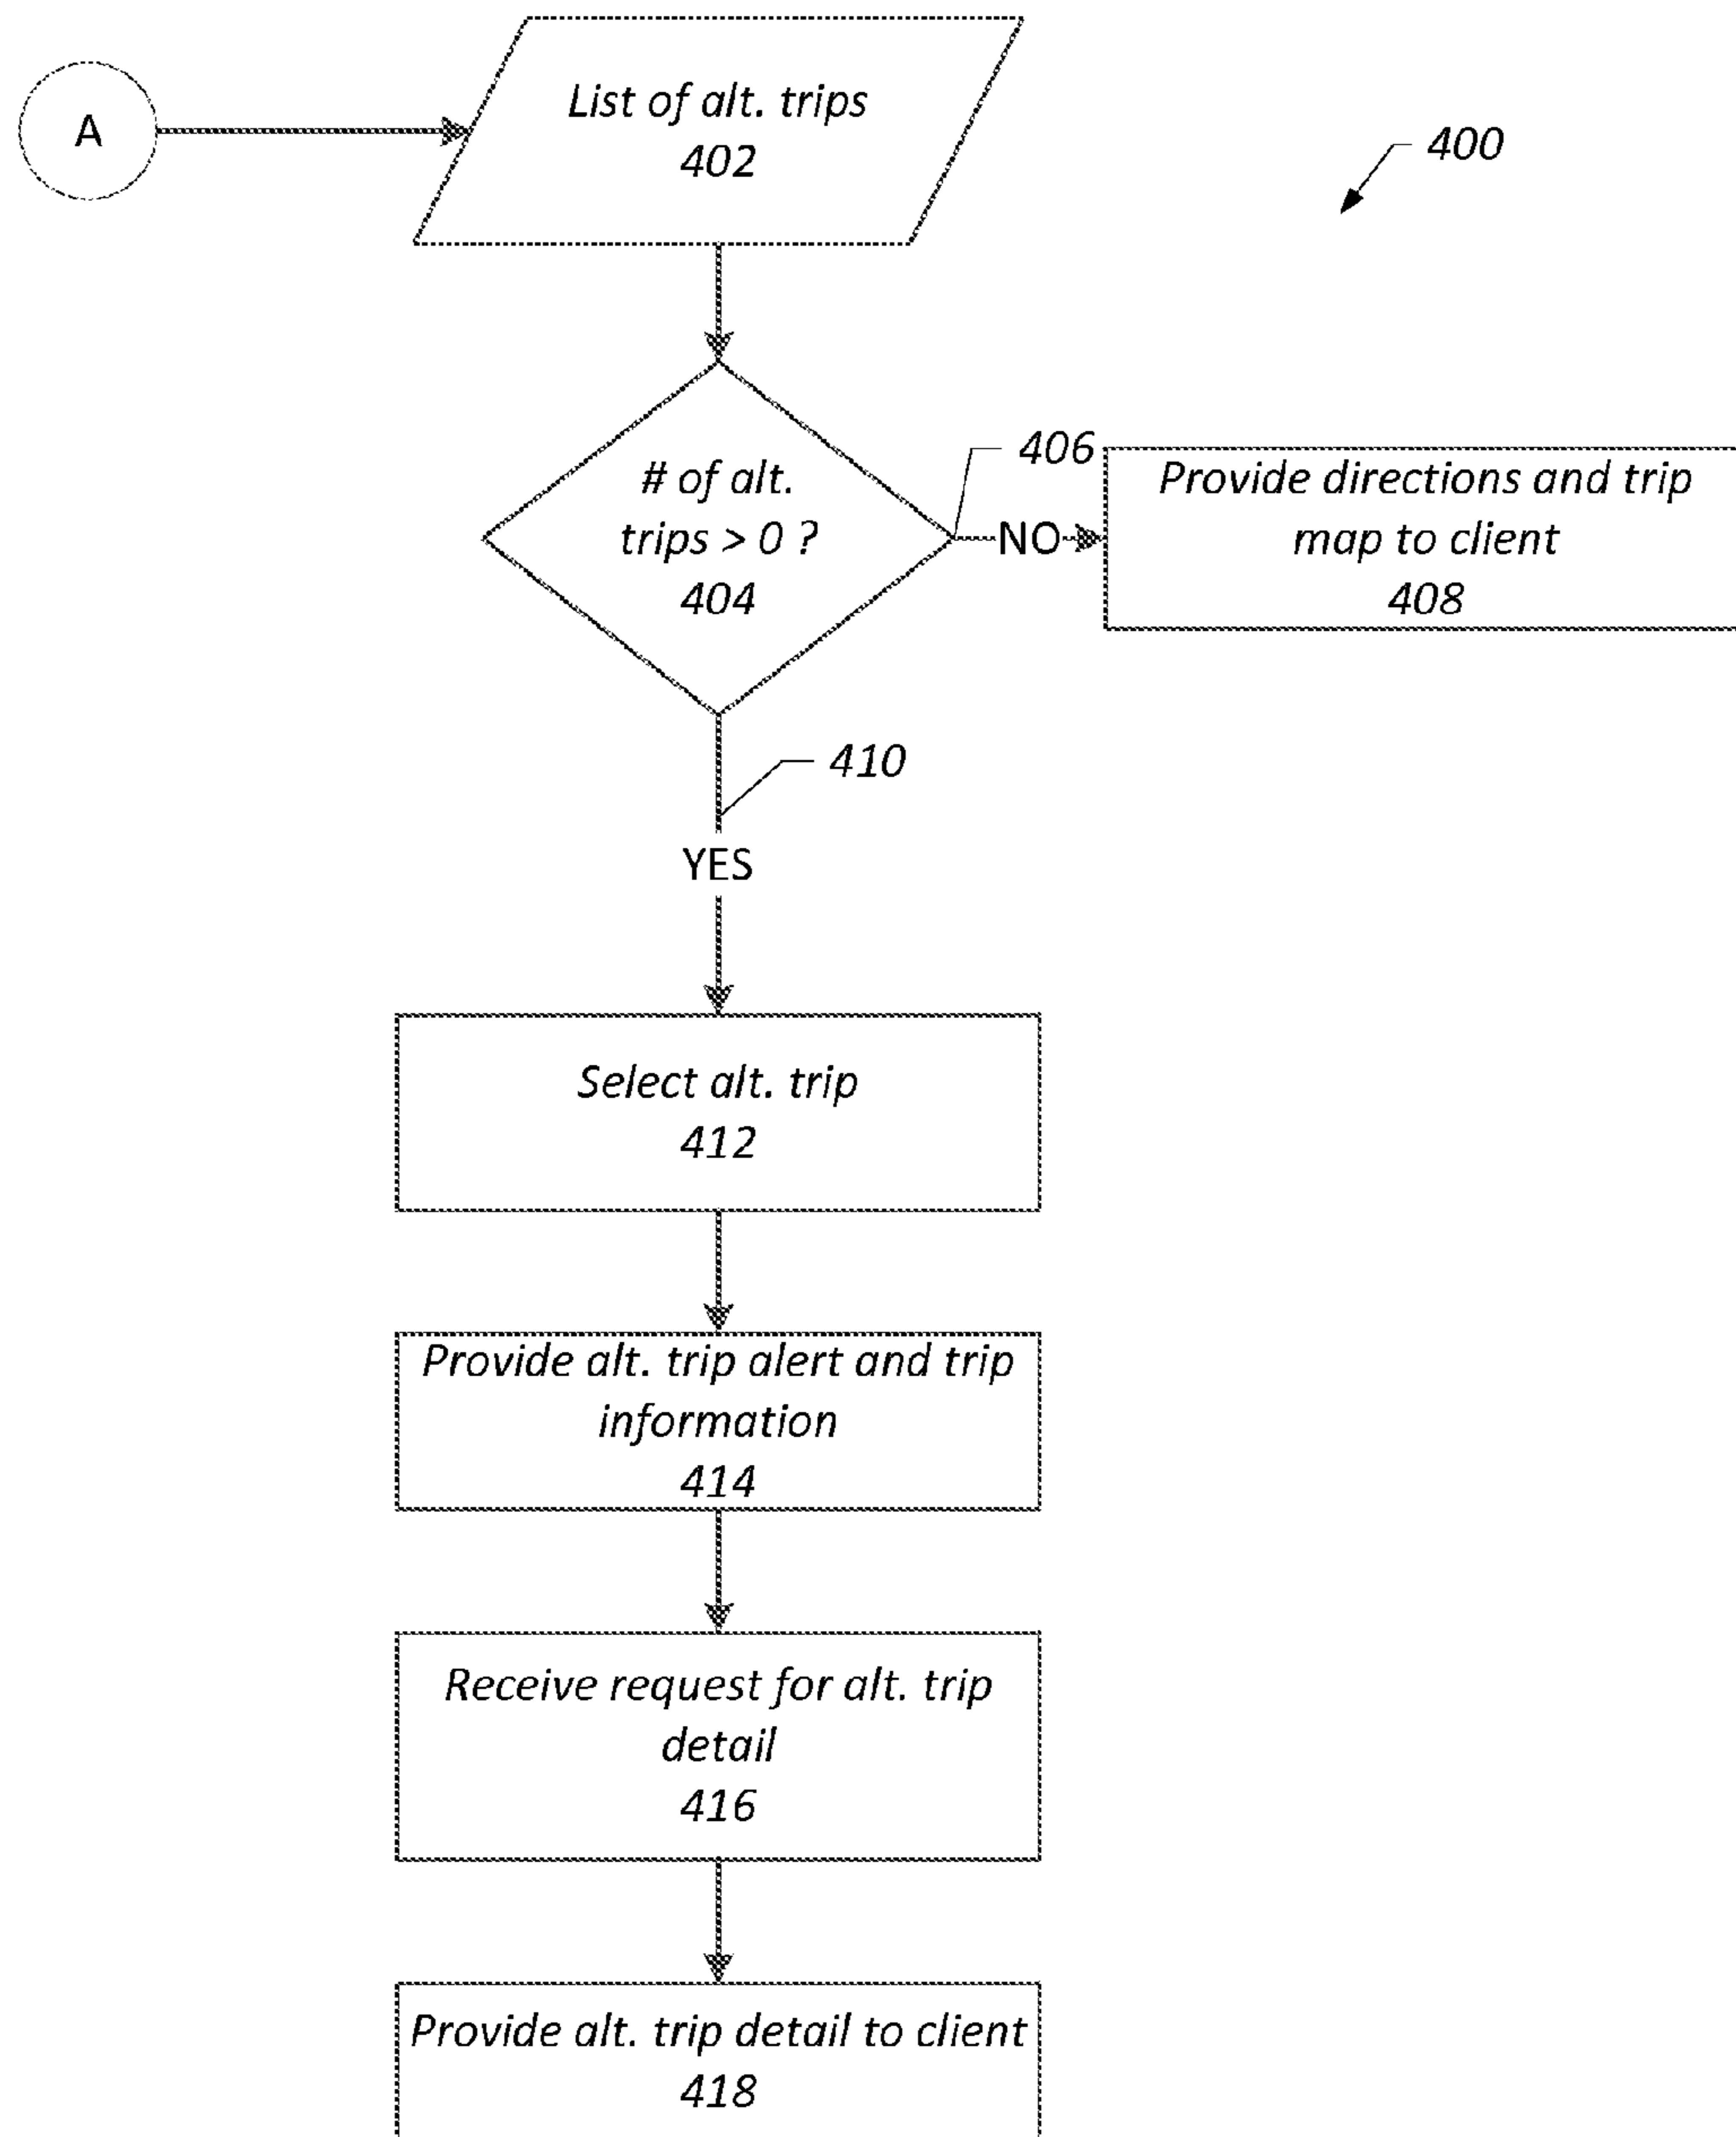 A
List of alt. trips
402
400
# of alt.
trips > 0 ?
404
406
NO
Provide directions and trip
map to client
408
410
YES
Select alt. trip
412
Provide alt. trip alert and trip
information
414
Receive request for alt. trip
detail
416
Provide alt. trip detail to client
418